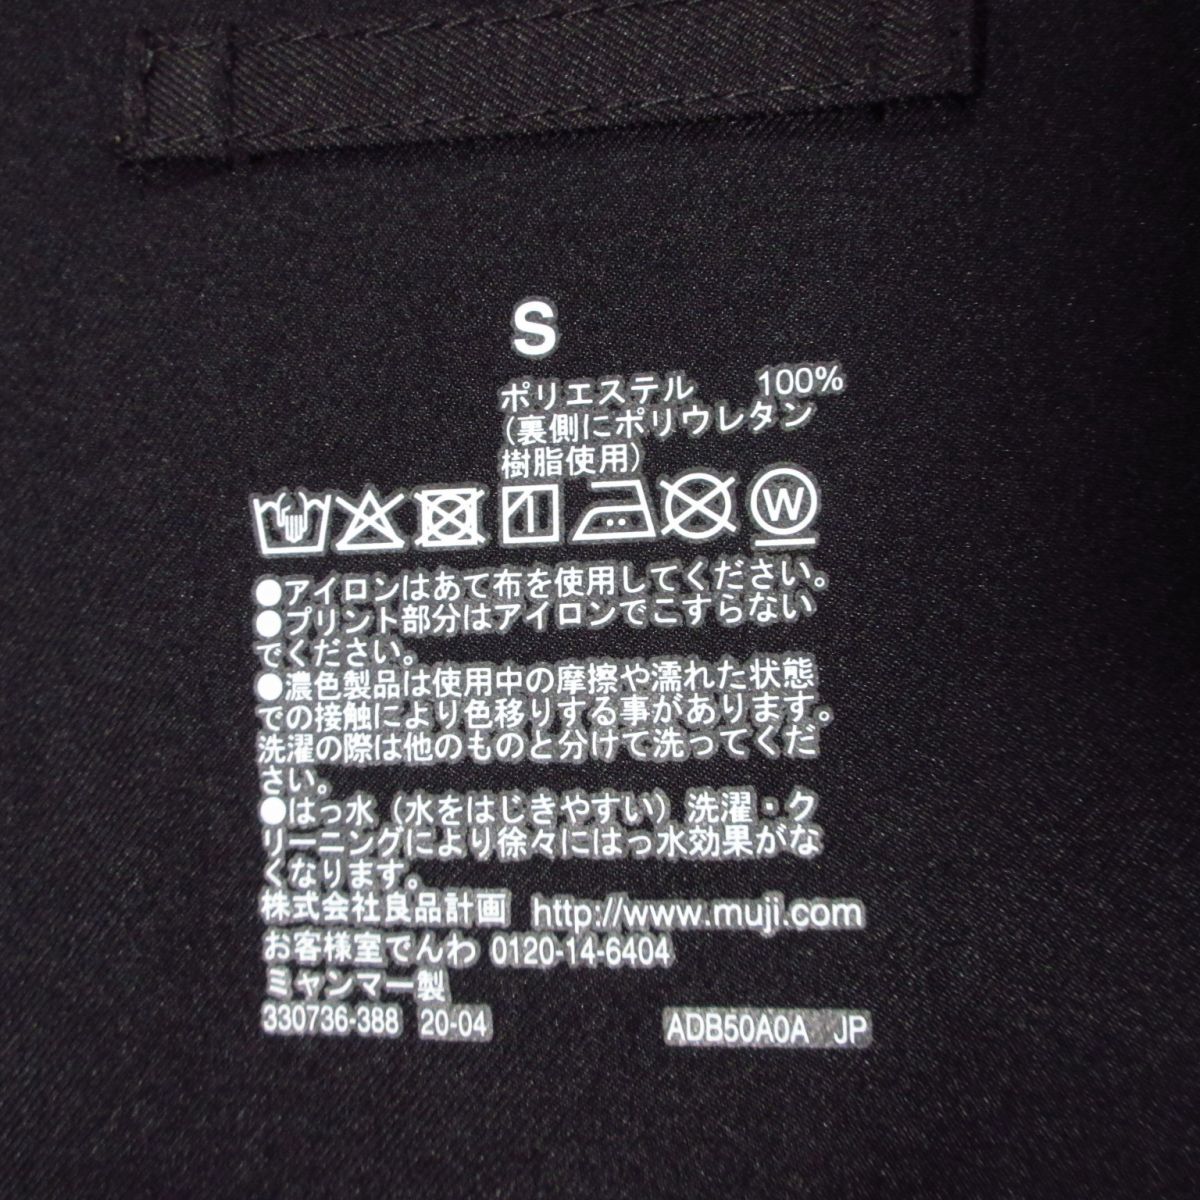 S
ポリエステル 100%
(裏側にポリウレタン
樹脂使用)
W
●アイロンはあて布を使用してください。
●プリント部分はアイロンでこすらない
でください。
●濃色製品は使用中の摩擦や濡れた状態
での接触により色移りする事があります。
洗濯の際は他のものと分けて洗ってくだ
さい。
●はっ水(水をはじきやすい)洗濯・ク
リーニングにより徐々にはっ水効果がな
くなります。
株式会社良品計画 http://www.muji.com
お客様室でんわ 0120-14-6404
ミャンマー製
330736-388 20-04 ADB50A0A JP